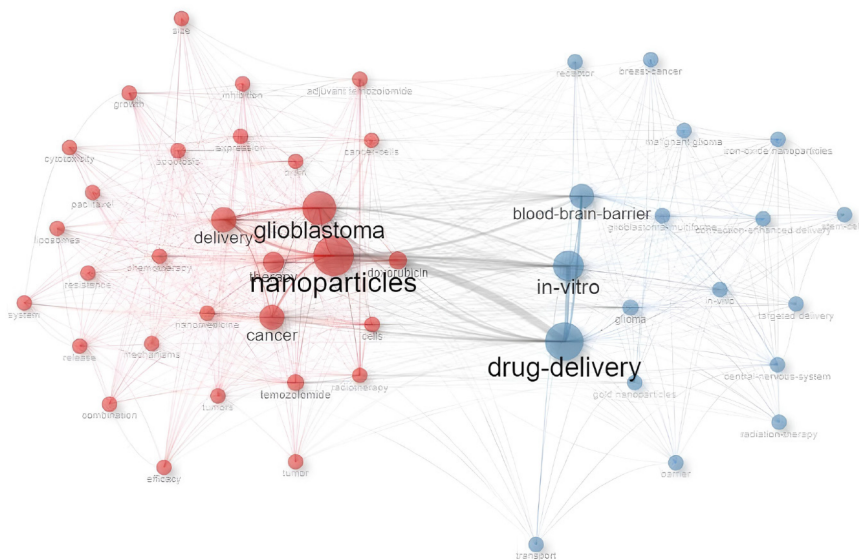 size
receptor
breast-cancer
inhibition
adjuvant temozolomide
growth
malignant-glioma
iron-oxide nanoparticles
expression
cancer-cells
cytotoxicity
apoptosis
brain
paclitaxel
blood-brain-barrier
glioblastoma
delivery
glioblastoma-multiforme
convection-enhanced delivery
liposomes
chemotherapy
therapy
doxorubicin
resistance
nanoparticles
in-vitro
in-vivo
system
nanomedicine
cancer
cells
glioma
targeted delivery
release
mechanisms
drug-delivery
central-nervous-system
temozolomide
radiotherapy
gold nanoparticles
combination
tumors
radiation-therapy
efficacy
tumor
barrier
transport